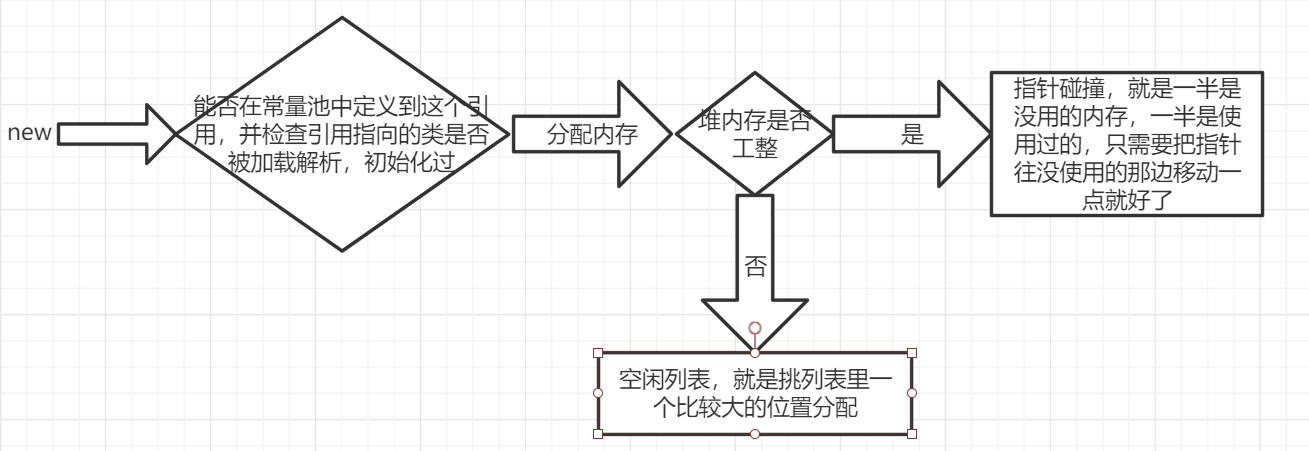 new
能否在常量池中定义到这个引
用，并检查引用指向的类是否
被加载解析，初始化过
分配内存
堆内存是否
工整
是
指针碰撞，就是一半是
没用的内存，一半是使
用过的，只需要把指针
往没使用的那边移动一
点就好了
否
空闲列表，就是挑列表里一
个比较大的位置分配